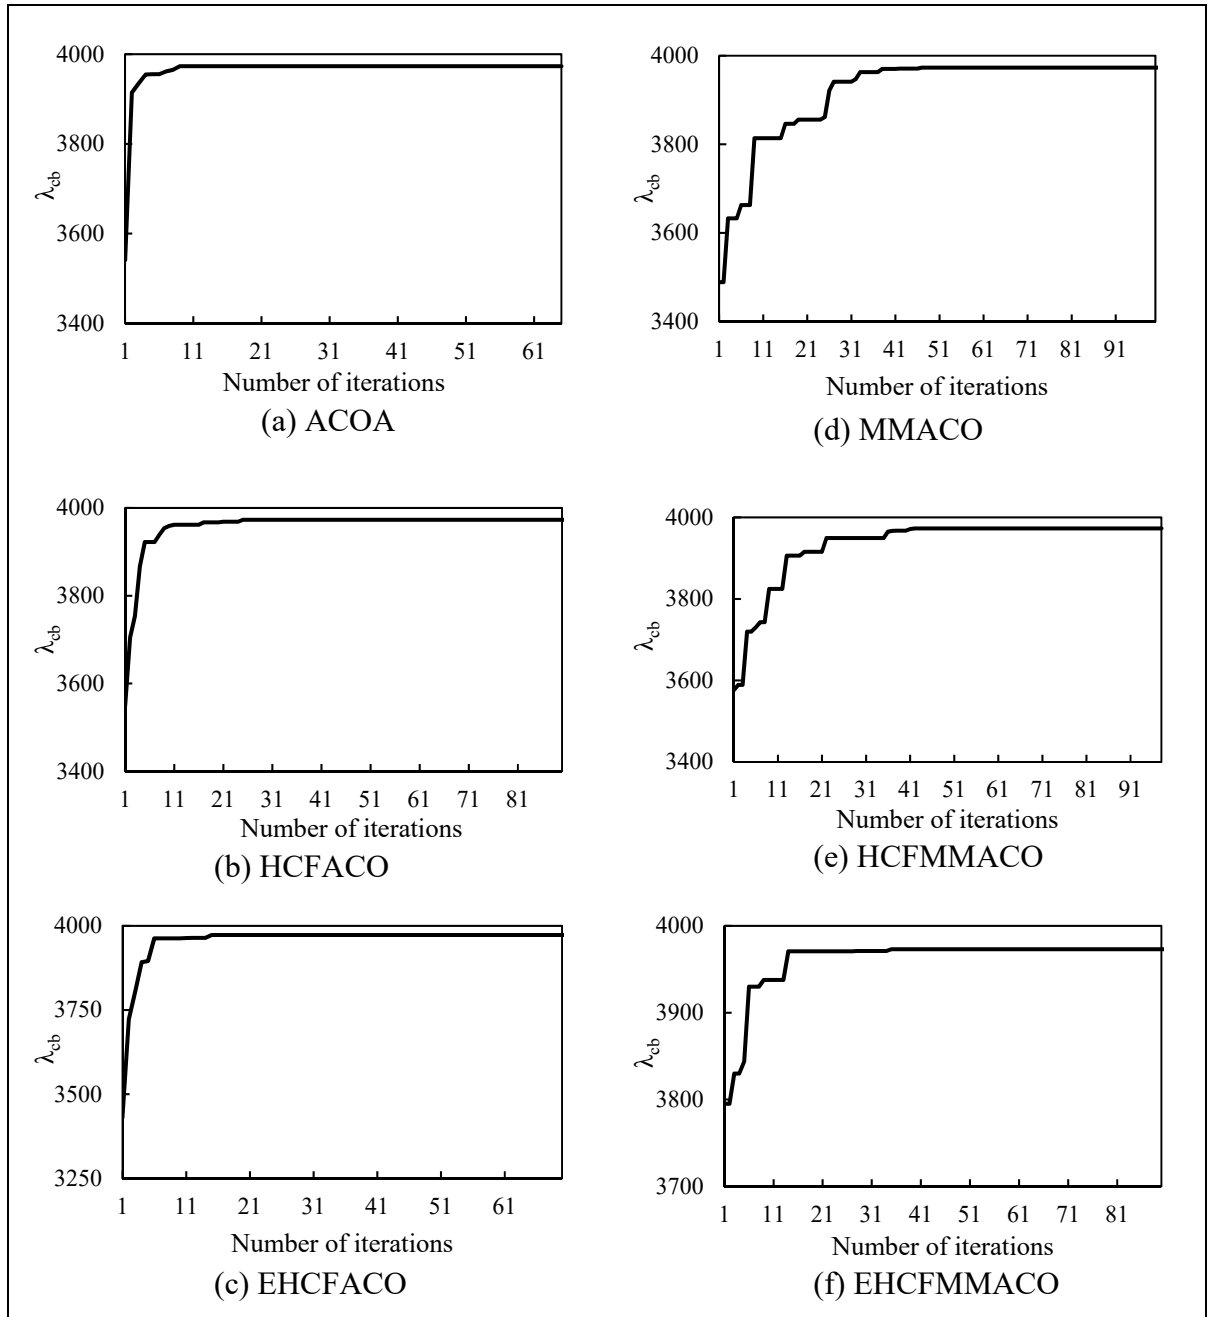 4000
3800
3600
3400
λcb
1 11 21 31 41 51 61
Number of iterations
(a) ACOA
4000
3800
3600
3400
λcb
1 11 21 31 41 51 61 71 81 91
Number of iterations
(d) MMACO
4000
3800
3600
3400
λcb
1 11 21 31 41 51 61 71 81
Number of iterations
(b) HCFACO
4000
3800
3600
3400
λcb
1 11 21 31 41 51 61 71 81 91
Number of iterations
(e) HCFMMACO
4000
3750
3500
3250
λcb
1 11 21 31 41 51 61
Number of iterations
(c) EHCFACO
4000
3900
3800
3700
λcb
1 11 21 31 41 51 61 71 81
Number of iterations
(f) EHCFMMACO